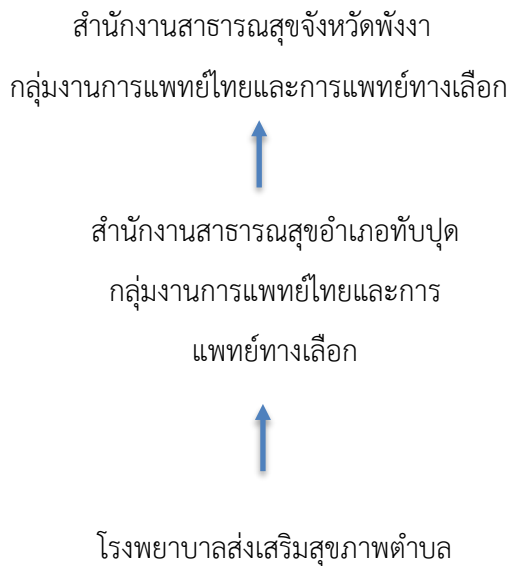 สำนักงานสาธารณสุขจังหวัดพังงา
กลุ่มงานการแพทย์ไทยและการแพทย์ทางเลือก
สำนักงานสาธารณสุขอำเภอทับปุด
กลุ่มงานการแพทย์ไทยและการ
แพทย์ทางเลือก
โรงพยาบาลส่งเสริมสุขภาพตำบล